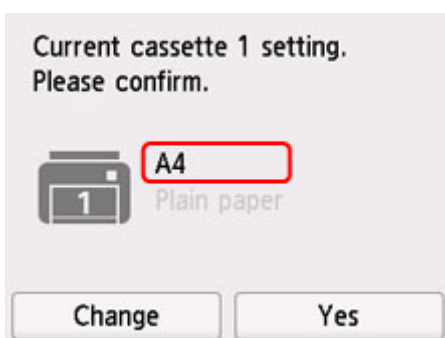 Current cassette 1 setting.
Please confirm.
A4
1
Plain paper
Change
Yes